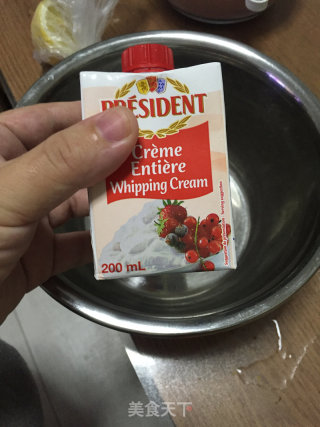 PRÉSIDENT
Crème
Entière
Whipping Cream
200 mL
美食天下